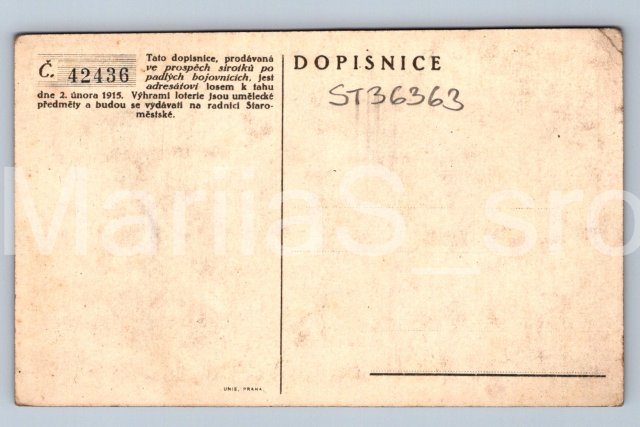 Č. 42436
Tato dopisnice, prodávaná
ve prospěch sirotků po
padlých bojovnících, jest
adresátovi losem k tahu
dne 2. února 1915. Výhrami loterie jsou umělecké
předměty a budou se vydávati na radnici Staro-
městské.
DOPISNICE
ST36363
MariiaS_sro
UNIE, PRAHA.